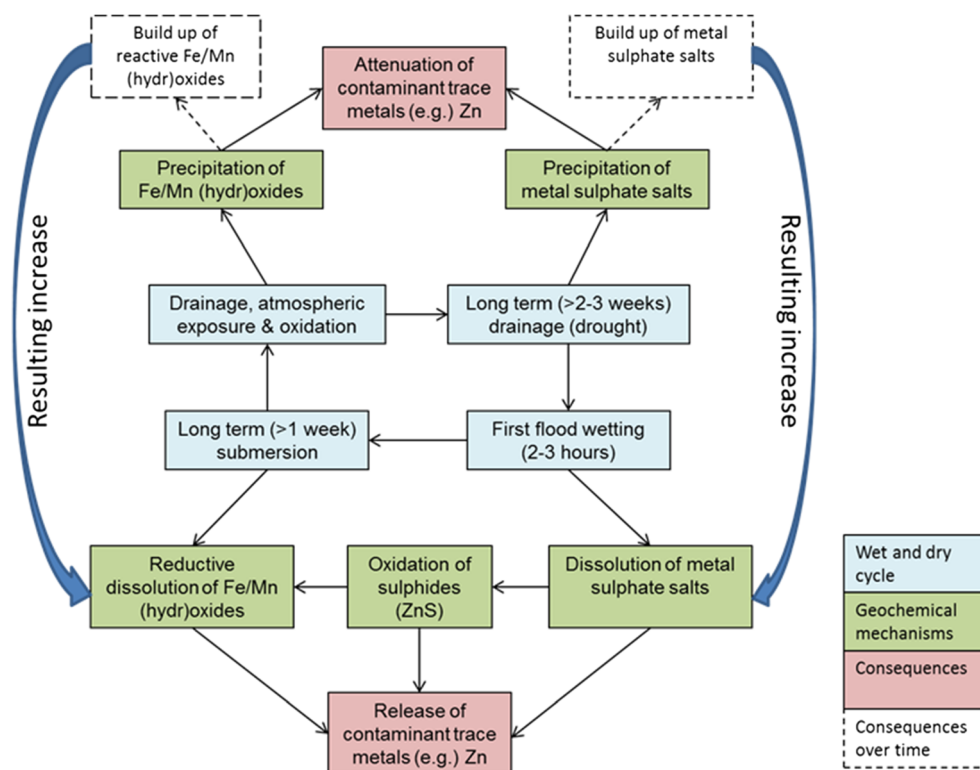 Build up of
reactive Fe/Mn
(hydr)oxides
Attenuation of
contaminant trace
metals (e.g.) Zn
Build up of metal
sulphate salts
Precipitation of
Fe/Mn (hydr)oxides
Precipitation of
metal sulphate salts
Resulting increase
Resulting increase
Drainage, atmospheric
exposure & oxidation
Long term (>2-3 weeks)
drainage (drought)
Long term (>1 week)
submersion
First flood wetting
(2-3 hours)
Reductive
dissolution of Fe/Mn
(hydr)oxides
Oxidation of
sulphides
(ZnS)
Dissolution of metal
sulphate salts
Release of
contaminant trace
metals (e.g.) Zn
Wet and dry
cycle
Geochemical
mechanisms
Consequences
Consequences
over time